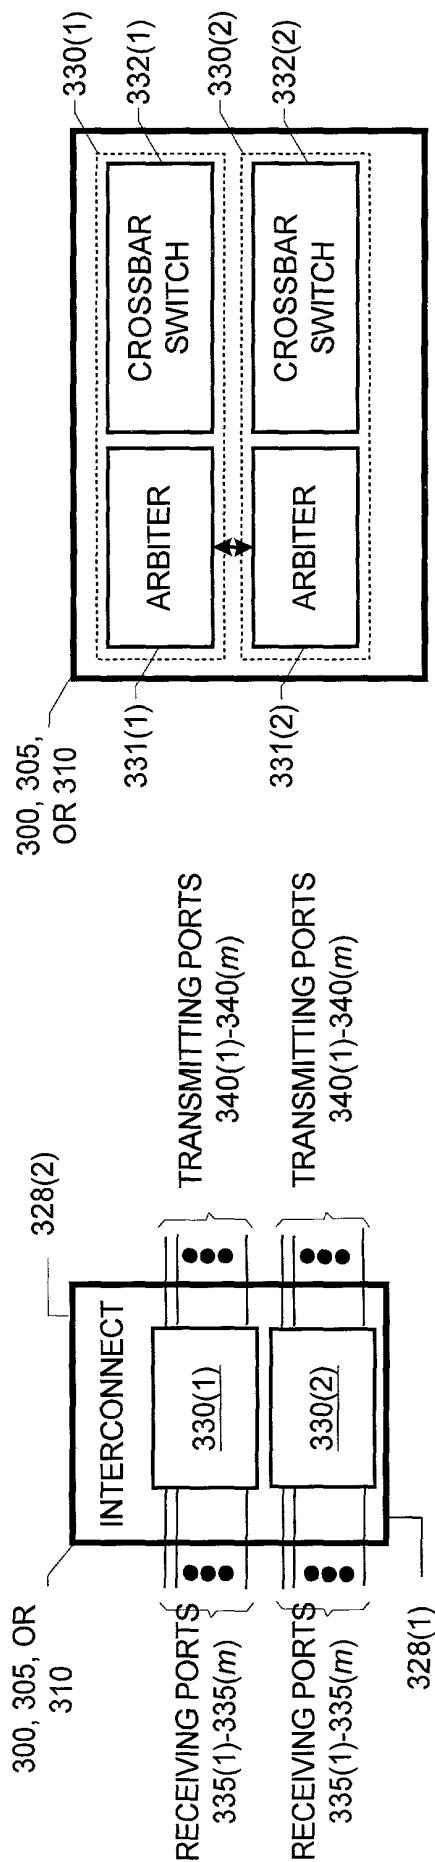 300, 305, OR
310
328(2)
INTERCONNECT
330(1)
330(2)
RECEIVING PORTS
335(1)-335(m)
RECEIVING PORTS
335(1)-335(m)
TRANSMITTING PORTS
340(1)-340(m)
TRANSMITTING PORTS
340(1)-340(m)
328(1)
300, 305,
OR 310
331(1)
ARBITER
CROSSBAR
SWITCH
331(2)
ARBITER
CROSSBAR
SWITCH
330(1)
332(1)
330(2)
332(2)